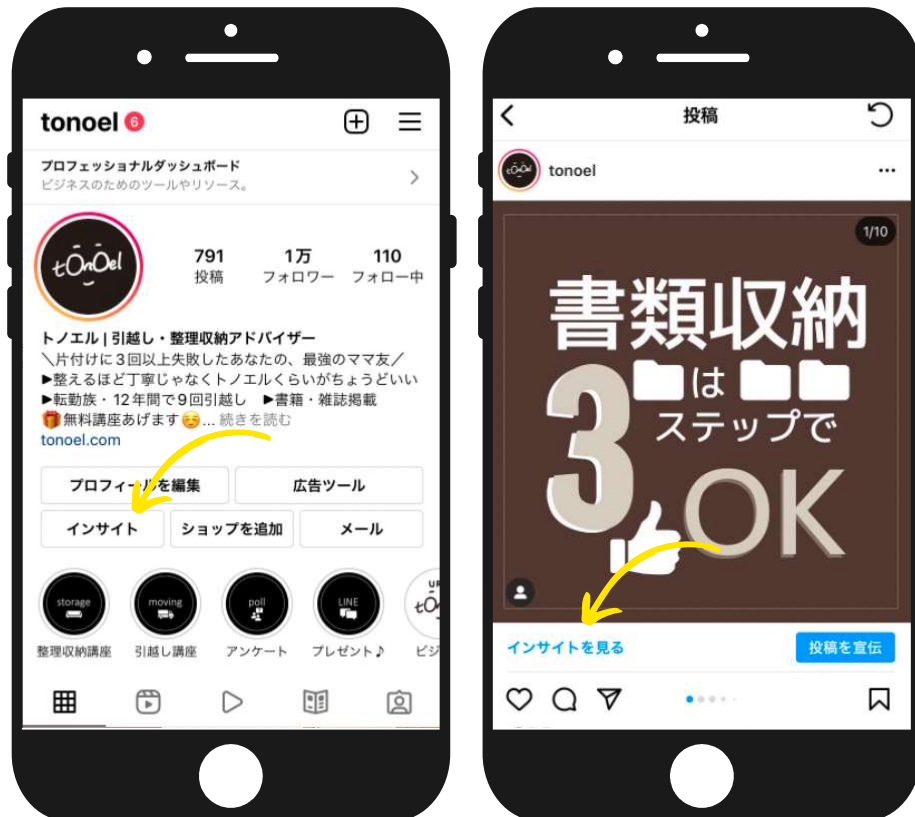 tonoel 6
プロフェッショナルダッシュボード
ビジネスのためのツールやリソース。
tOnOel
791
投稿
1万
フォロワー
110
フォロー中
トノエル | 引越し・整理収納アドバイザー
＼片付けに3回以上失敗したあなたの、最強のママ友／
▶整えるほど丁寧じゃなくトノエルくらいがちょうどいい
▶転勤族・12年間で9回引越し ▶書籍・雑誌掲載
🎁無料講座あげます☺️... 続きを読む
tonoel.com
プロフィールを編集
広告ツール
インサイト
ショップを追加
メール
storage
moving
poll
LINE
整理収納講座
引越し講座
アンケート
プレゼント♪
ビジ
投稿
tonoel
1/10
書類収納
は
3
ステップで
OK
インサイトを見る
投稿を宣伝